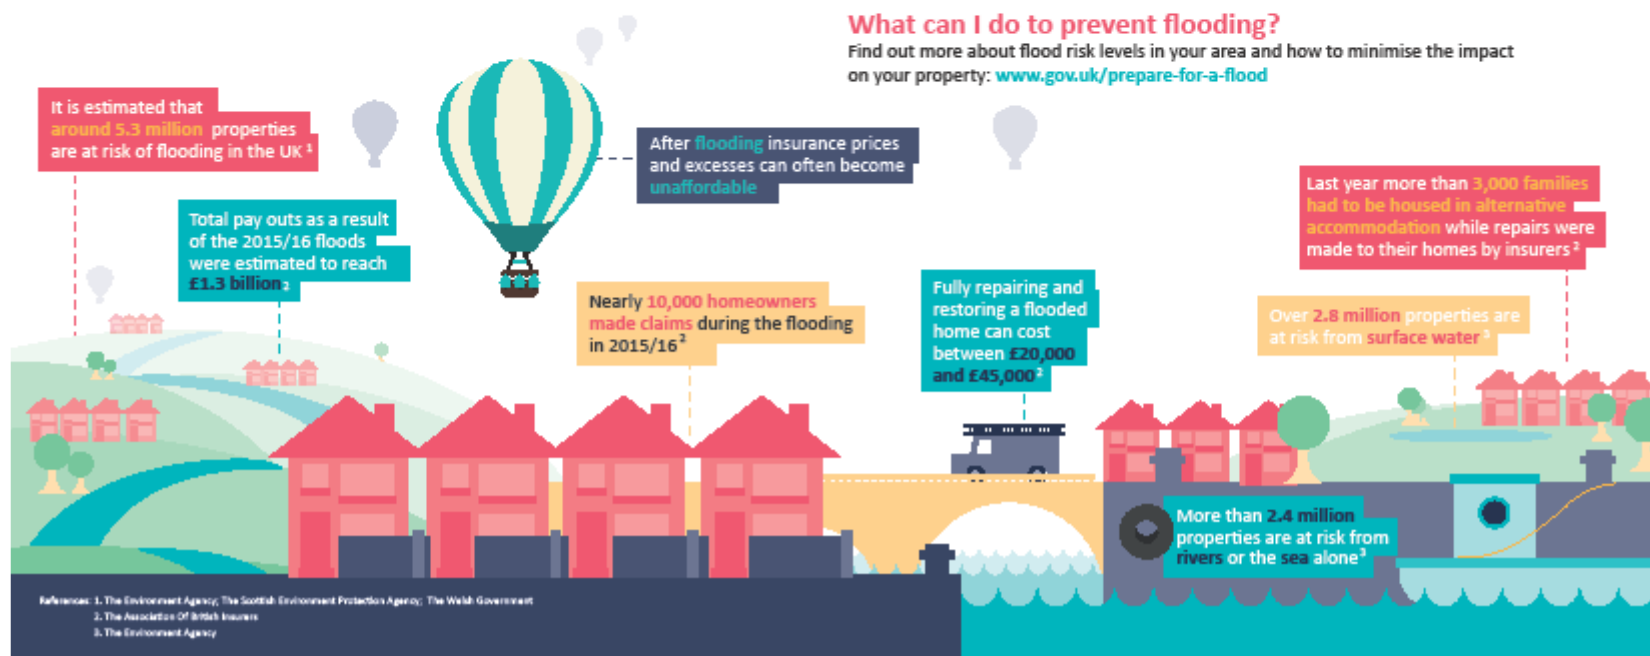 What can I do to prevent flooding?
Find out more about flood risk levels in your area and how to minimise the impact
on your property: www.gov.uk/prepare-for-a-flood
It is estimated that
around 5.3 million properties
are at risk of flooding in the UK 1
After flooding insurance prices
and excesses can often become
unaffordable
Last year more than 3,000 families
had to be housed in alternative
accommodation while repairs were
made to their homes by insurers 2
Total pay outs as a result
of the 2015/16 floods
were estimated to reach
£1.3 billion 2
Nearly 10,000 homeowners
made claims during the flooding
in 2015/16 2
Fully repairing and
restoring a flooded
home can cost
between £20,000
and £45,000 2
Over 2.8 million properties are
at risk from surface water 3
More than 2.4 million
properties are at risk from
rivers or the sea alone 3
References: 1. The Environment Agency; The Scottish Environment Protection Agency; The Welsh Government
2. The Association Of British Insurers
3. The Environment Agency